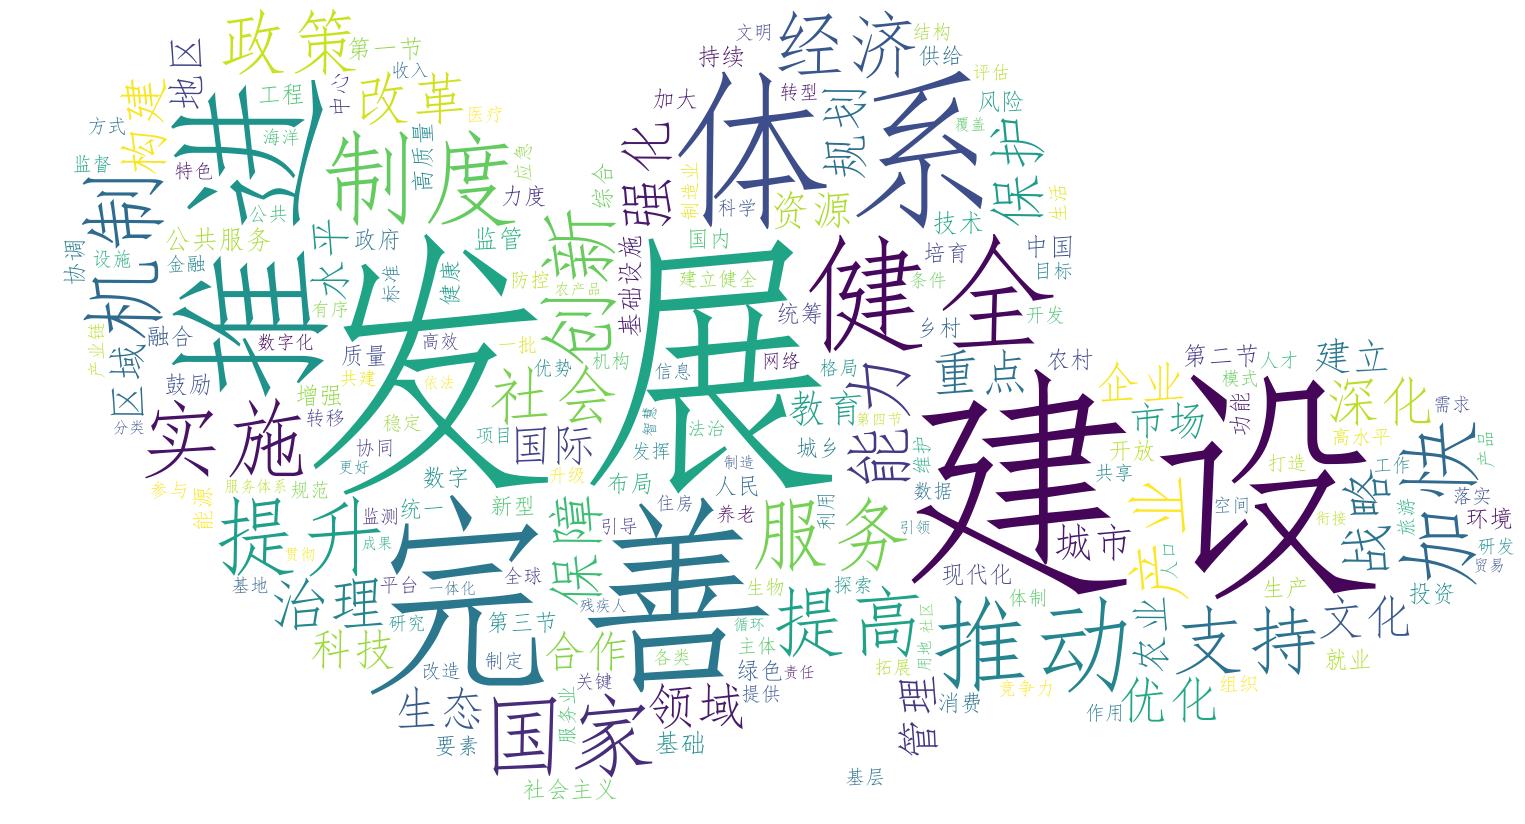 政策
第一节
地区
收入
中心
改革
构建
工程
医疗
方式
海洋
推进
制度
监督
特色
高质量
应急
力度
机制
公共
公共服务
水平
政府
监管
综合
协调
设施
金融
标准
健康
防控
创新
农产品
有序
产业链
区域
融合
数字化
质量
高效
一批
优势
机构
鼓励
共建
依法
增强
分类
实施
转移
稳定
协同
更好
项目
社会
国际
发展
参与
能源
服务体系
规范
数字
升级
布局
文明
结构
持续
经济
供给
评估
加大
转型
风险
覆盖
体系
强化
规划
保护
制造业
科学
资源
技术
生活
国内
基础设施
建立健全
健全
培育
条件
中国
目标
统筹
乡村
开发
网络
格局
信息
能力
重点
农村
第二节
人才
建立
教育
企业
模式
第四节
智慧
法治
发挥
城乡
市场
功能
深化
需求
高水平
维护
开放
制造
人民
共享
打造
工作
加快
产品
数据
建设
产业
空间
战略
旅游
落实
环境
提升
监测
统一
新型
保障
引导
住房
养老
利用
服务
引领
城市
衔接
研发
贸易
贯彻
成果
完善
基地
治理
平台
一体化
全球
残疾人
生物
探索
现代化
人口
生产
投资
研究
第三节
循环
提高
体制
推动
农业
支持
文化
科技
合作
各类
主体
社区
用地
改造
制定
绿色
责任
拓展
就业
关键
提供
生态
国家
领域
管理
消费
竞争力
作用
优化
组织
要素
服务业
基础
基层
社会主义